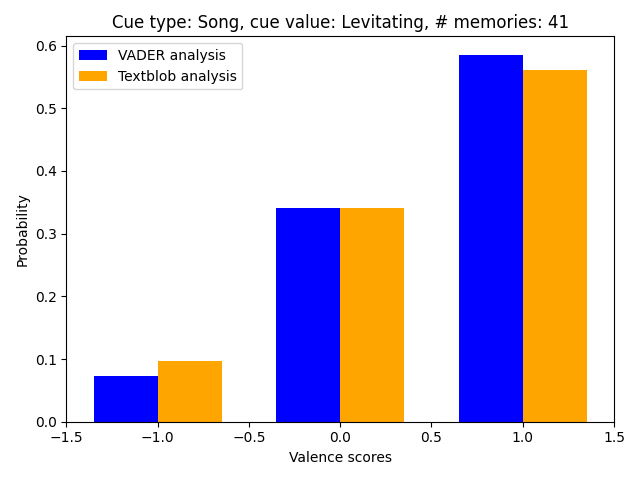 Cue type: Song, cue value: Levitating, # memories: 41
VADER analysis
Textblob analysis
Probability
0.6
0.5
0.4
0.3
0.2
0.1
0.0
−1.5 −1.0 −0.5 0.0 0.5 1.0 1.5
Valence scores